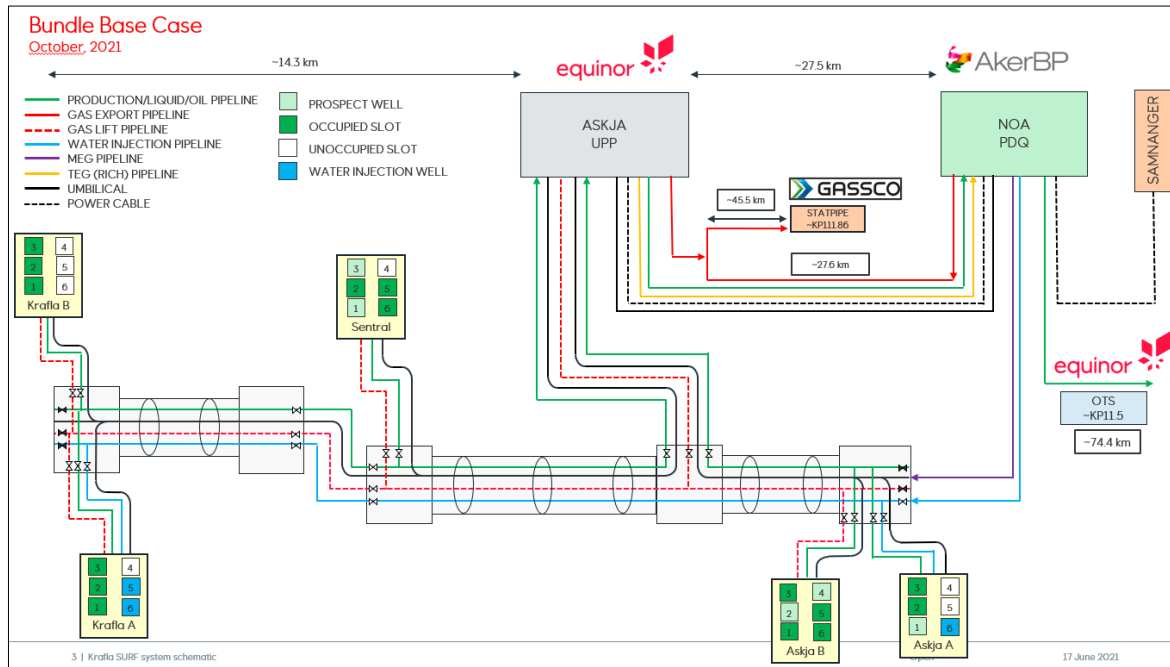 Bundle Base Case
October, 2021
~14.3 km
equinor
~27.5 km
AkerBP
PRODUCTION/LIQUID/OIL PIPELINE
GAS EXPORT PIPELINE
GAS LIFT PIPELINE
WATER INJECTION PIPELINE
MEG PIPELINE
TEG (RICH) PIPELINE
UMBILICAL
POWER CABLE
PROSPECT WELL
OCCUPIED SLOT
UNOCCUPIED SLOT
WATER INJECTION WELL
ASKJA
UPP
NOA
PDQ
SAMNANGER
GASSCO
~45.5 km
STATPIPE
~KP111.86
~27.6 km
3 4
2 5
1 6
Krafla B
3 4
2 5
1 6
Sentral
equinor
OTS
~KP11.5
~74.4 km
3 4
2 5
1 6
Krafla A
3 4
2 5
1 6
Askja B
3 4
2 5
1 6
Askja A
3 | Krafla SURF system schematic
Open
17 June 2021